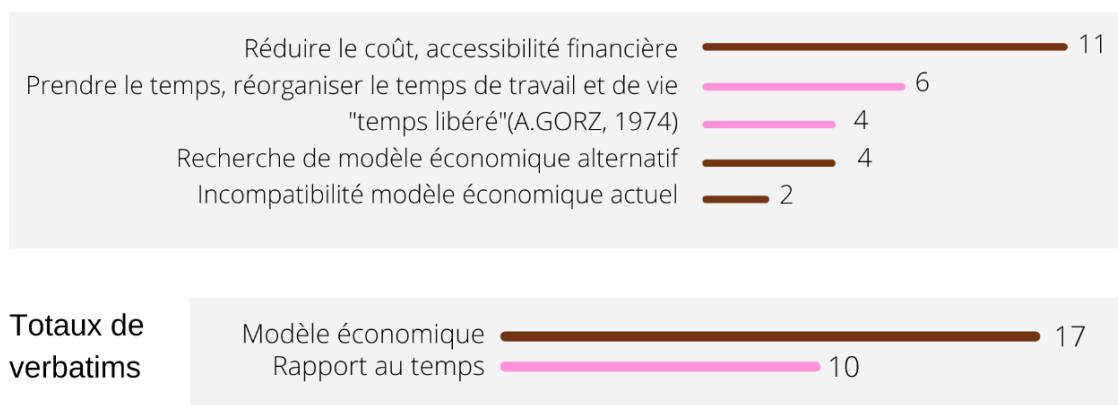 Réduire le coût, accessibilité financière 11
Prendre le temps, réorganiser le temps de travail et de vie 6
"temps libéré"(A.GORZ, 1974) 4
Recherche de modèle économique alternatif 4
Incompatibilité modèle économique actuel 2
Totaux de
verbatims
Modèle économique 17
Rapport au temps 10